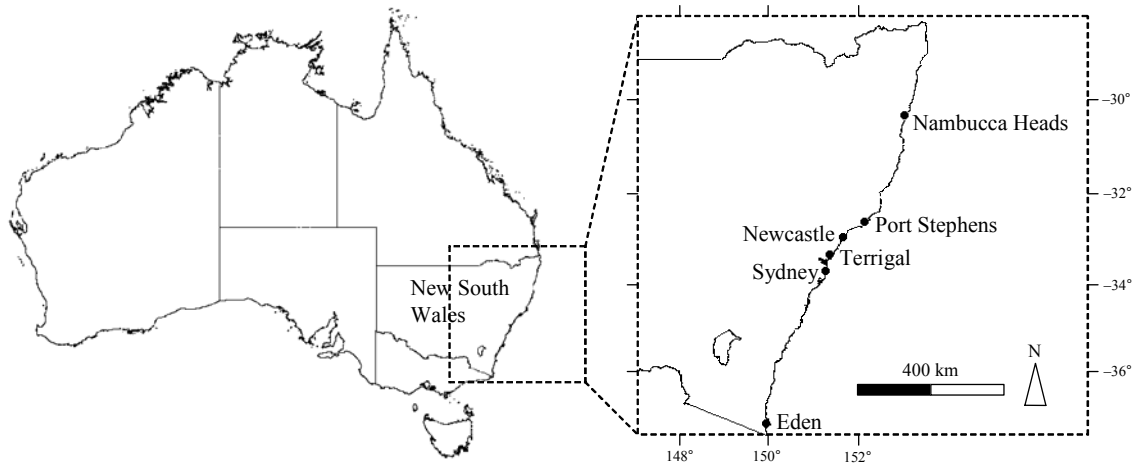 New South
Wales
Nambucca Heads
Port Stephens
Newcastle
Terrigal
Sydney
Eden
400 km
N
–30°
–32°
–34°
–36°
148°
150°
152°